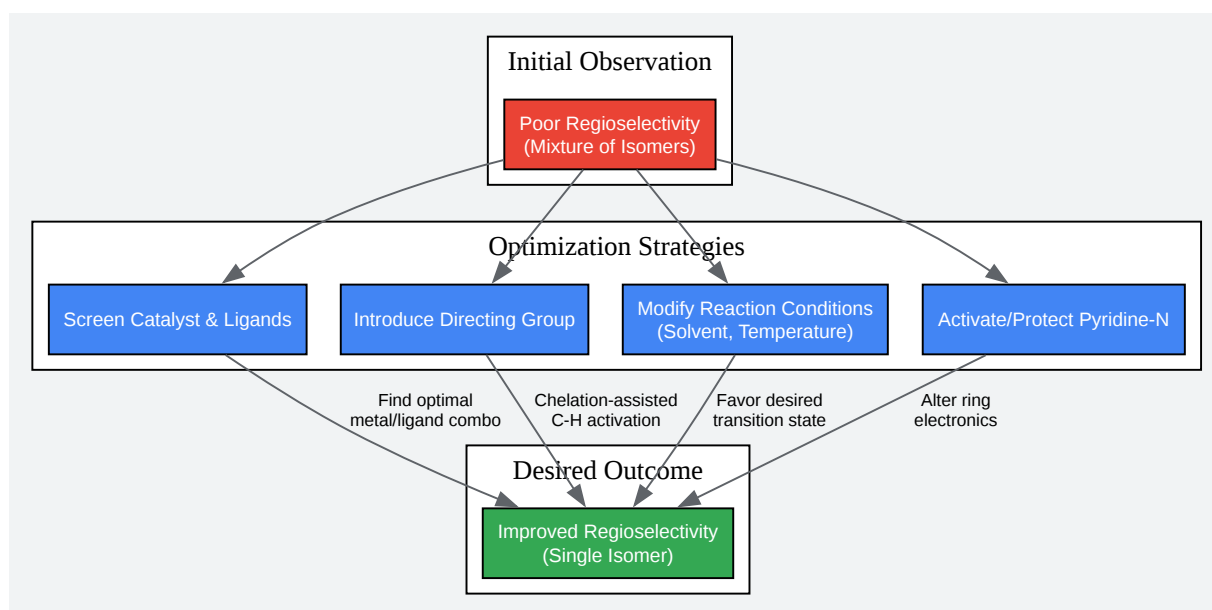 Initial Observation
Poor Regioselectivity
(Mixture of Isomers)
Optimization Strategies
Screen Catalyst & Ligands
Introduce Directing Group
Modify Reaction Conditions
(Solvent, Temperature)
Activate/Protect Pyridine-N
Find optimal
metal/ligand combo
Chelation-assisted
C-H activation
Favor desired
transition state
Alter ring
electronics
Desired Outcome
Improved Regioselectivity
(Single Isomer)